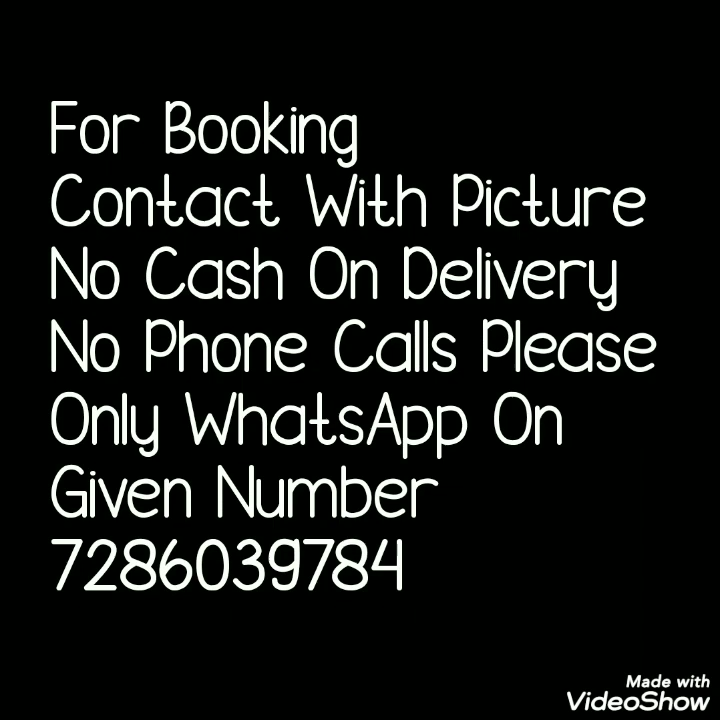 For Booking
Contact With Picture
No Cash On Delivery
No Phone Calls Please
Only WhatsApp On
Given Number
7286039784
Made with
VideoShow